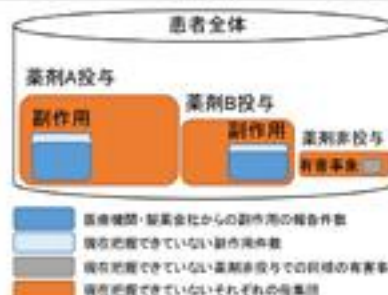 患者全体
薬剤A投与
薬剤B投与
副作用
副作用
薬剤非投与
有害事象
医療機関・製薬会社からの副作用の報告件数
現在把握できていない副作用件数
現在把握できていない薬剤非投与での同様の有害事
現在把握できていないそれぞれの母集団